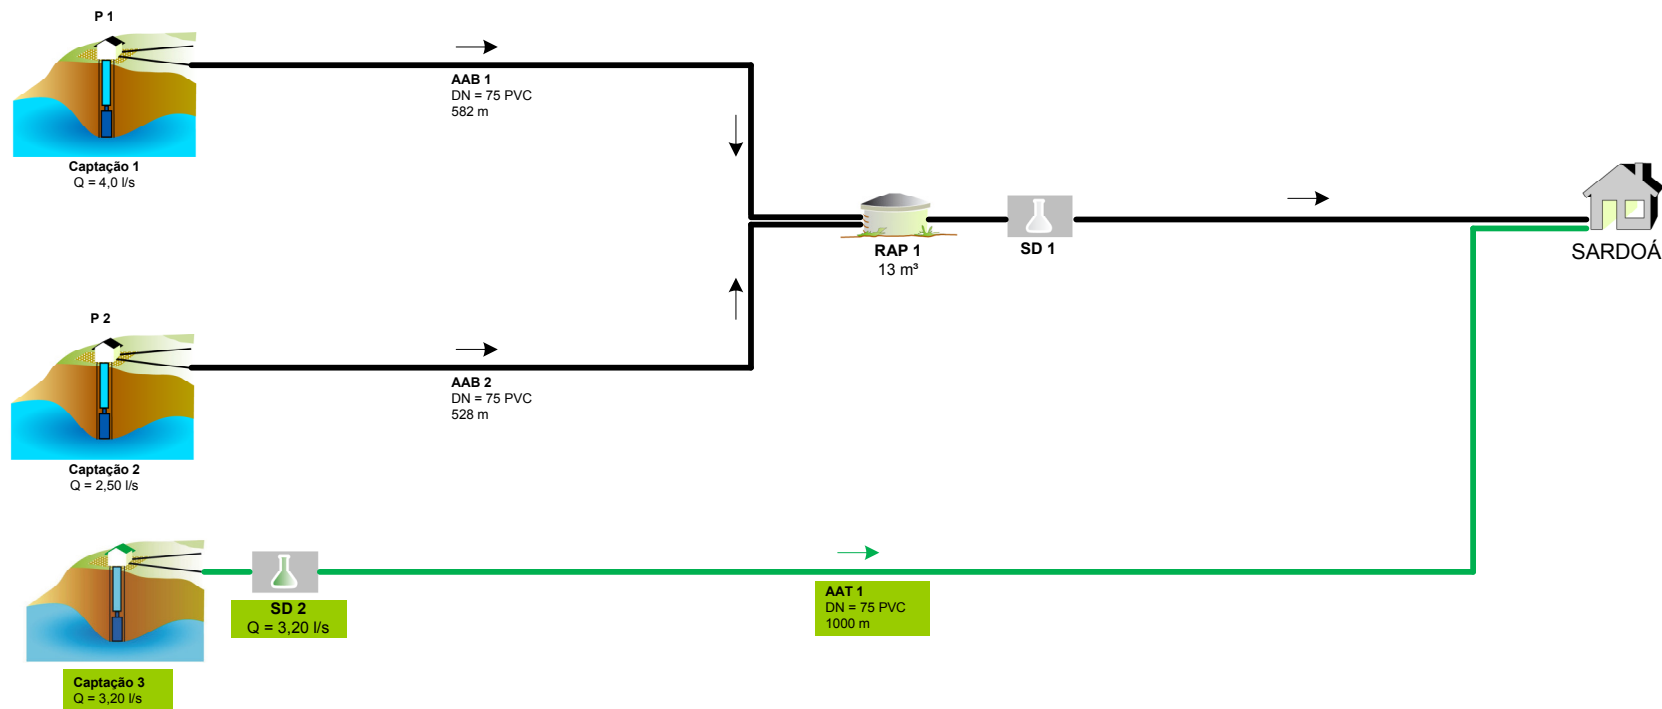 P 1
AAB 1
DN = 75 PVC
582 m
Captação 1
Q = 4,0 l/s
RAP 1
13 m³
SD 1
SARDOÁ
P 2
AAB 2
DN = 75 PVC
528 m
Captação 2
Q = 2,50 l/s
SD 2
Q = 3,20 l/s
AAT 1
DN = 75 PVC
1000 m
Captação 3
Q = 3,20 l/s